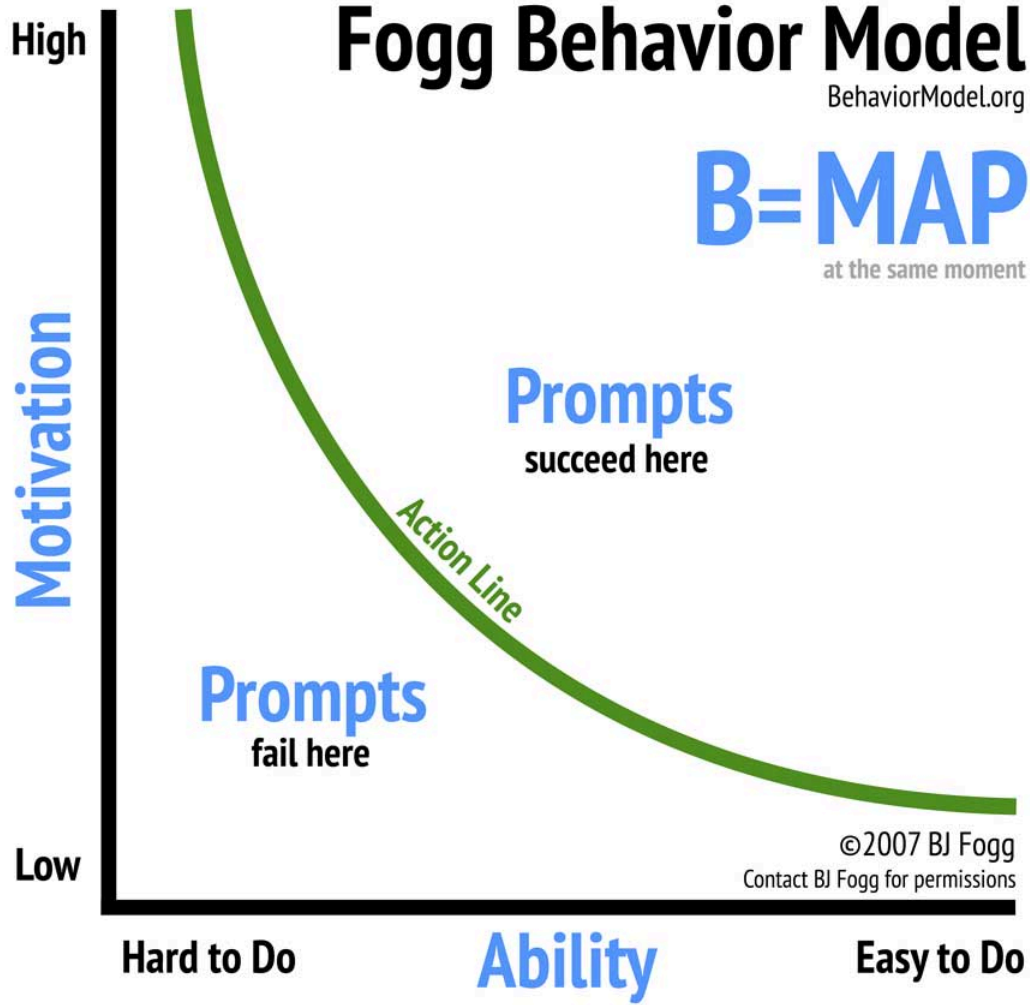 Fogg Behavior Model
BehaviorModel.org
B=MAP
at the same moment
High
Motivation
Low
Prompts
succeed here
Action Line
Prompts
fail here
©2007 BJ Fogg
Contact BJ Fogg for permissions
Hard to Do
Ability
Easy to Do